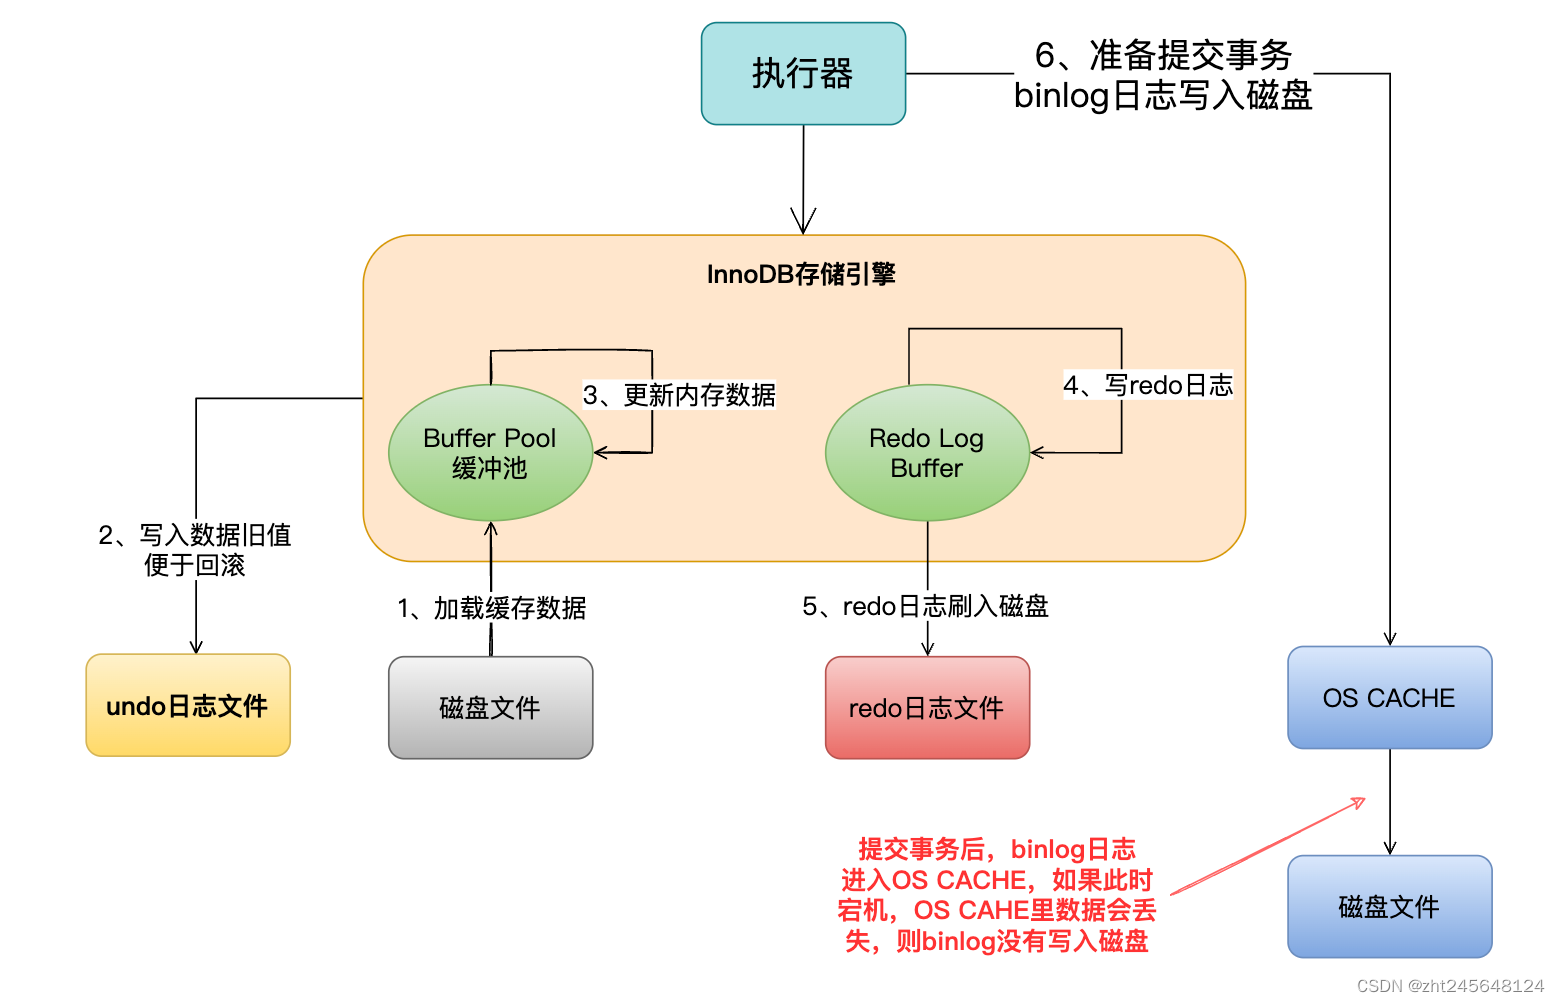 执行器
6、准备提交事务
binlog日志写入磁盘
InnoDB存储引擎
3、更新内存数据
4、写redo日志
Buffer Pool
缓冲池
Redo Log
Buffer
2、写入数据旧值
便于回滚
1、加载缓存数据
5、redo日志刷入磁盘
undo日志文件
磁盘文件
redo日志文件
OS CACHE
提交事务后，binlog日志
进入OS CACHE，如果此时
宕机，OS CAHE里数据会丢
失，则binlog没有写入磁盘
磁盘文件
CSDN @zht245648124